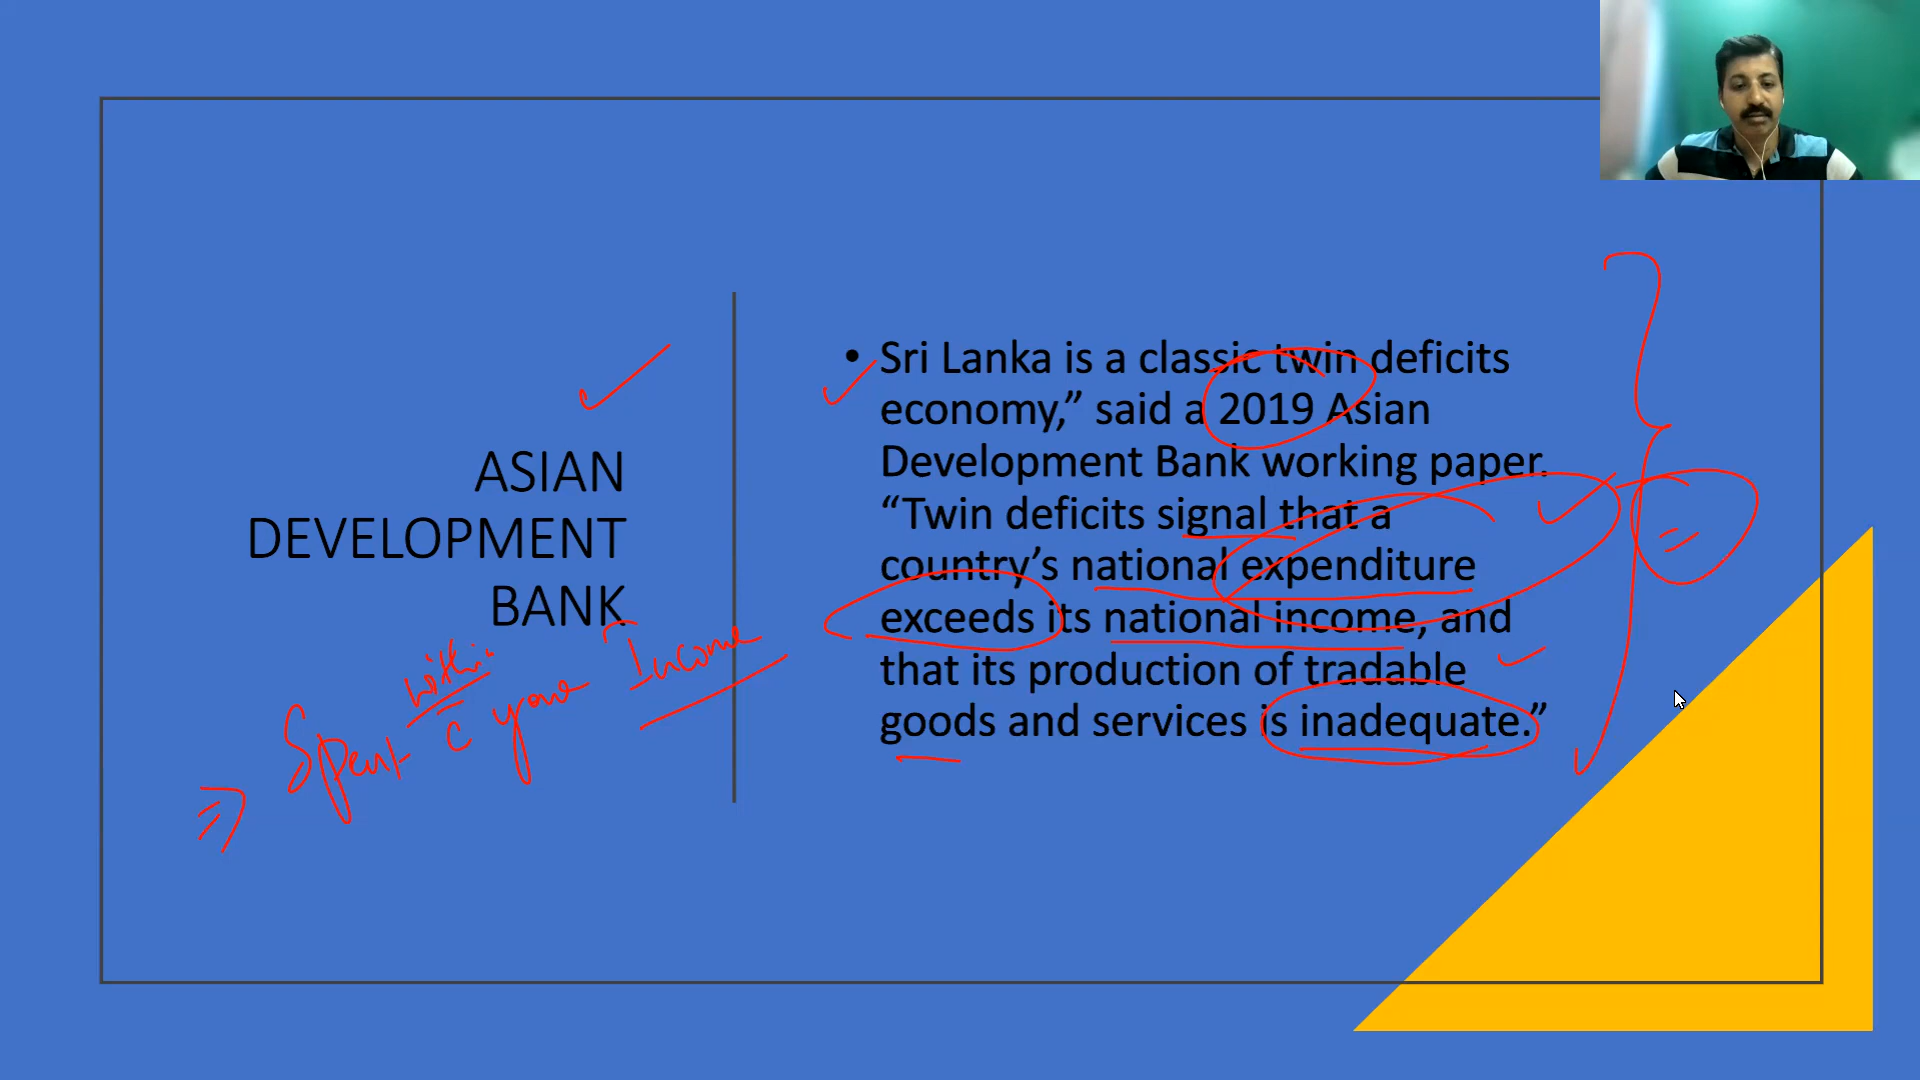 ASIAN
DEVELOPMENT
BANK
• Sri Lanka is a classic twin deficits
economy,” said a 2019 Asian
Development Bank working paper.
“Twin deficits signal that a
country’s national expenditure
exceeds its national income, and
that its production of tradable
goods and services is inadequate.”
within
Spent your Income